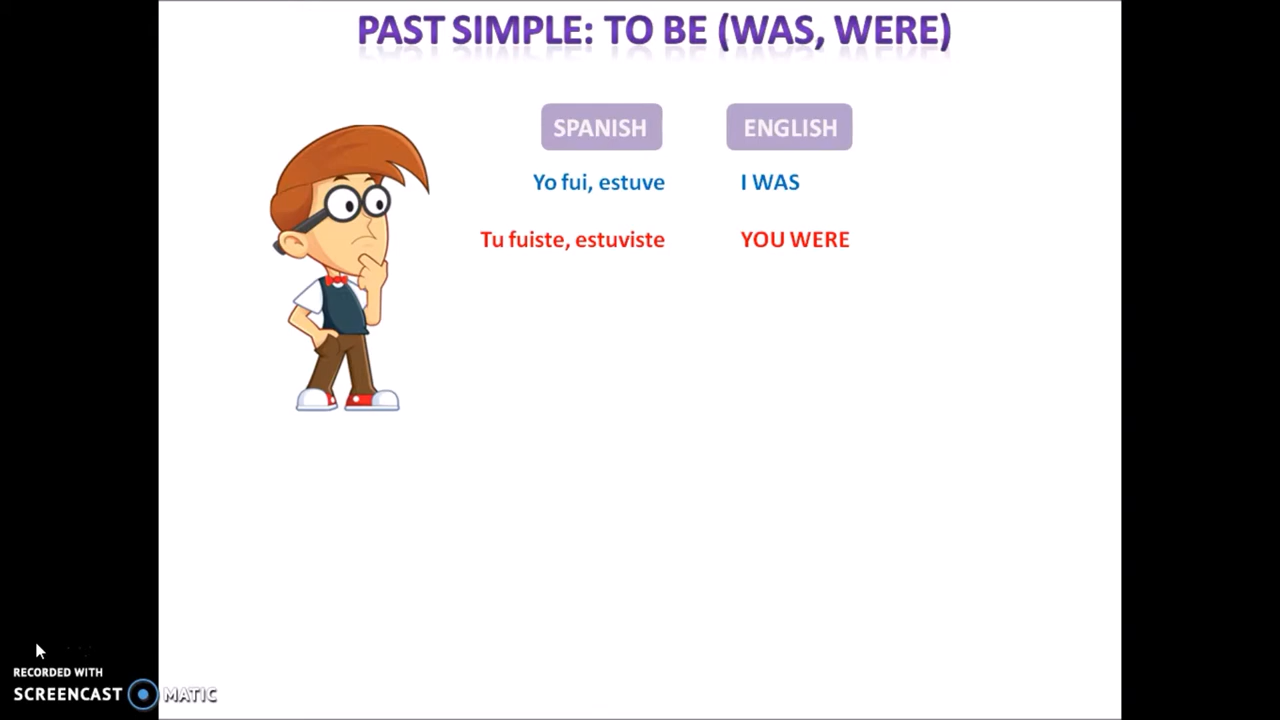 PAST SIMPLE: TO BE (WAS, WERE)
SPANISH ENGLISH
Yo fui, estuve I WAS
Tu fuiste, estuviste YOU WERE
RECORDED WITH
SCREENCAST MATIC